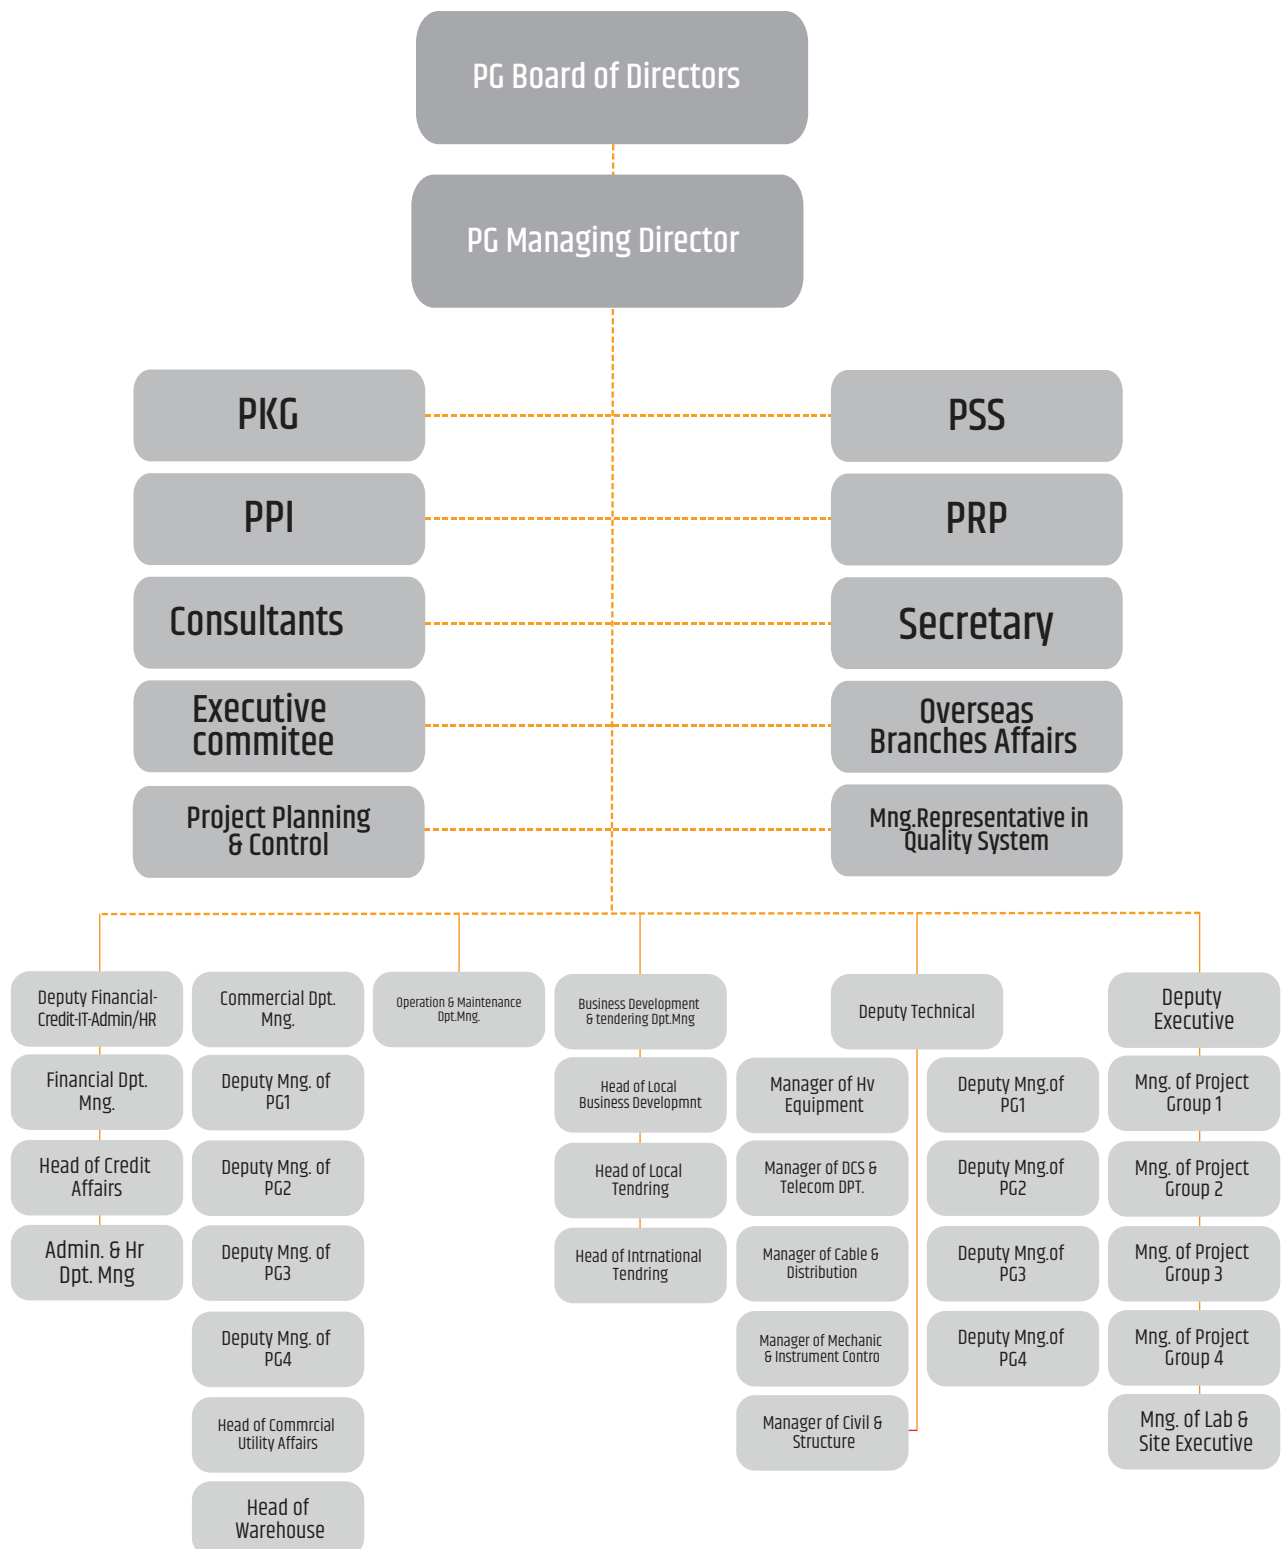 PG Board of Directors
PG Managing Director
PKG
PSS
PPI
PRP
Consultants
Secretary
Executive
commitee
Overseas
Branches Affairs
Project Planning
& Control
Mng.Representative in
Quality System
Deputy Financial-
Credit-IT-Admin/HR
Financial Dpt.
Mng.
Head of Credit
Affairs
Admin. & Hr
Dpt. Mng
Commercial Dpt.
Mng.
Deputy Mng. of
PG1
Deputy Mng. of
PG2
Deputy Mng. of
PG3
Deputy Mng. of
PG4
Head of Commrcial
Utility Affairs
Head of
Warehouse
Operation & Maintenance
Dpt.Mng.
Business Development
& tendering Dpt.Mng
Head of Local
Business Developmnt
Head of Local
Tendring
Head of Intrnational
Tendring
Deputy Technical
Manager of Hv
Equipment
Manager of DCS &
Telecom DPT.
Manager of Cable &
Distribution
Manager of Mechanic
& Instrument Contro
Manager of Civil &
Structure
Deputy Mng.of
PG1
Deputy Mng.of
PG2
Deputy Mng.of
PG3
Deputy Mng.of
PG4
Deputy
Executive
Mng. of Project
Group 1
Mng. of Project
Group 2
Mng. of Project
Group 3
Mng. of Project
Group 4
Mng. of Lab &
Site Executive